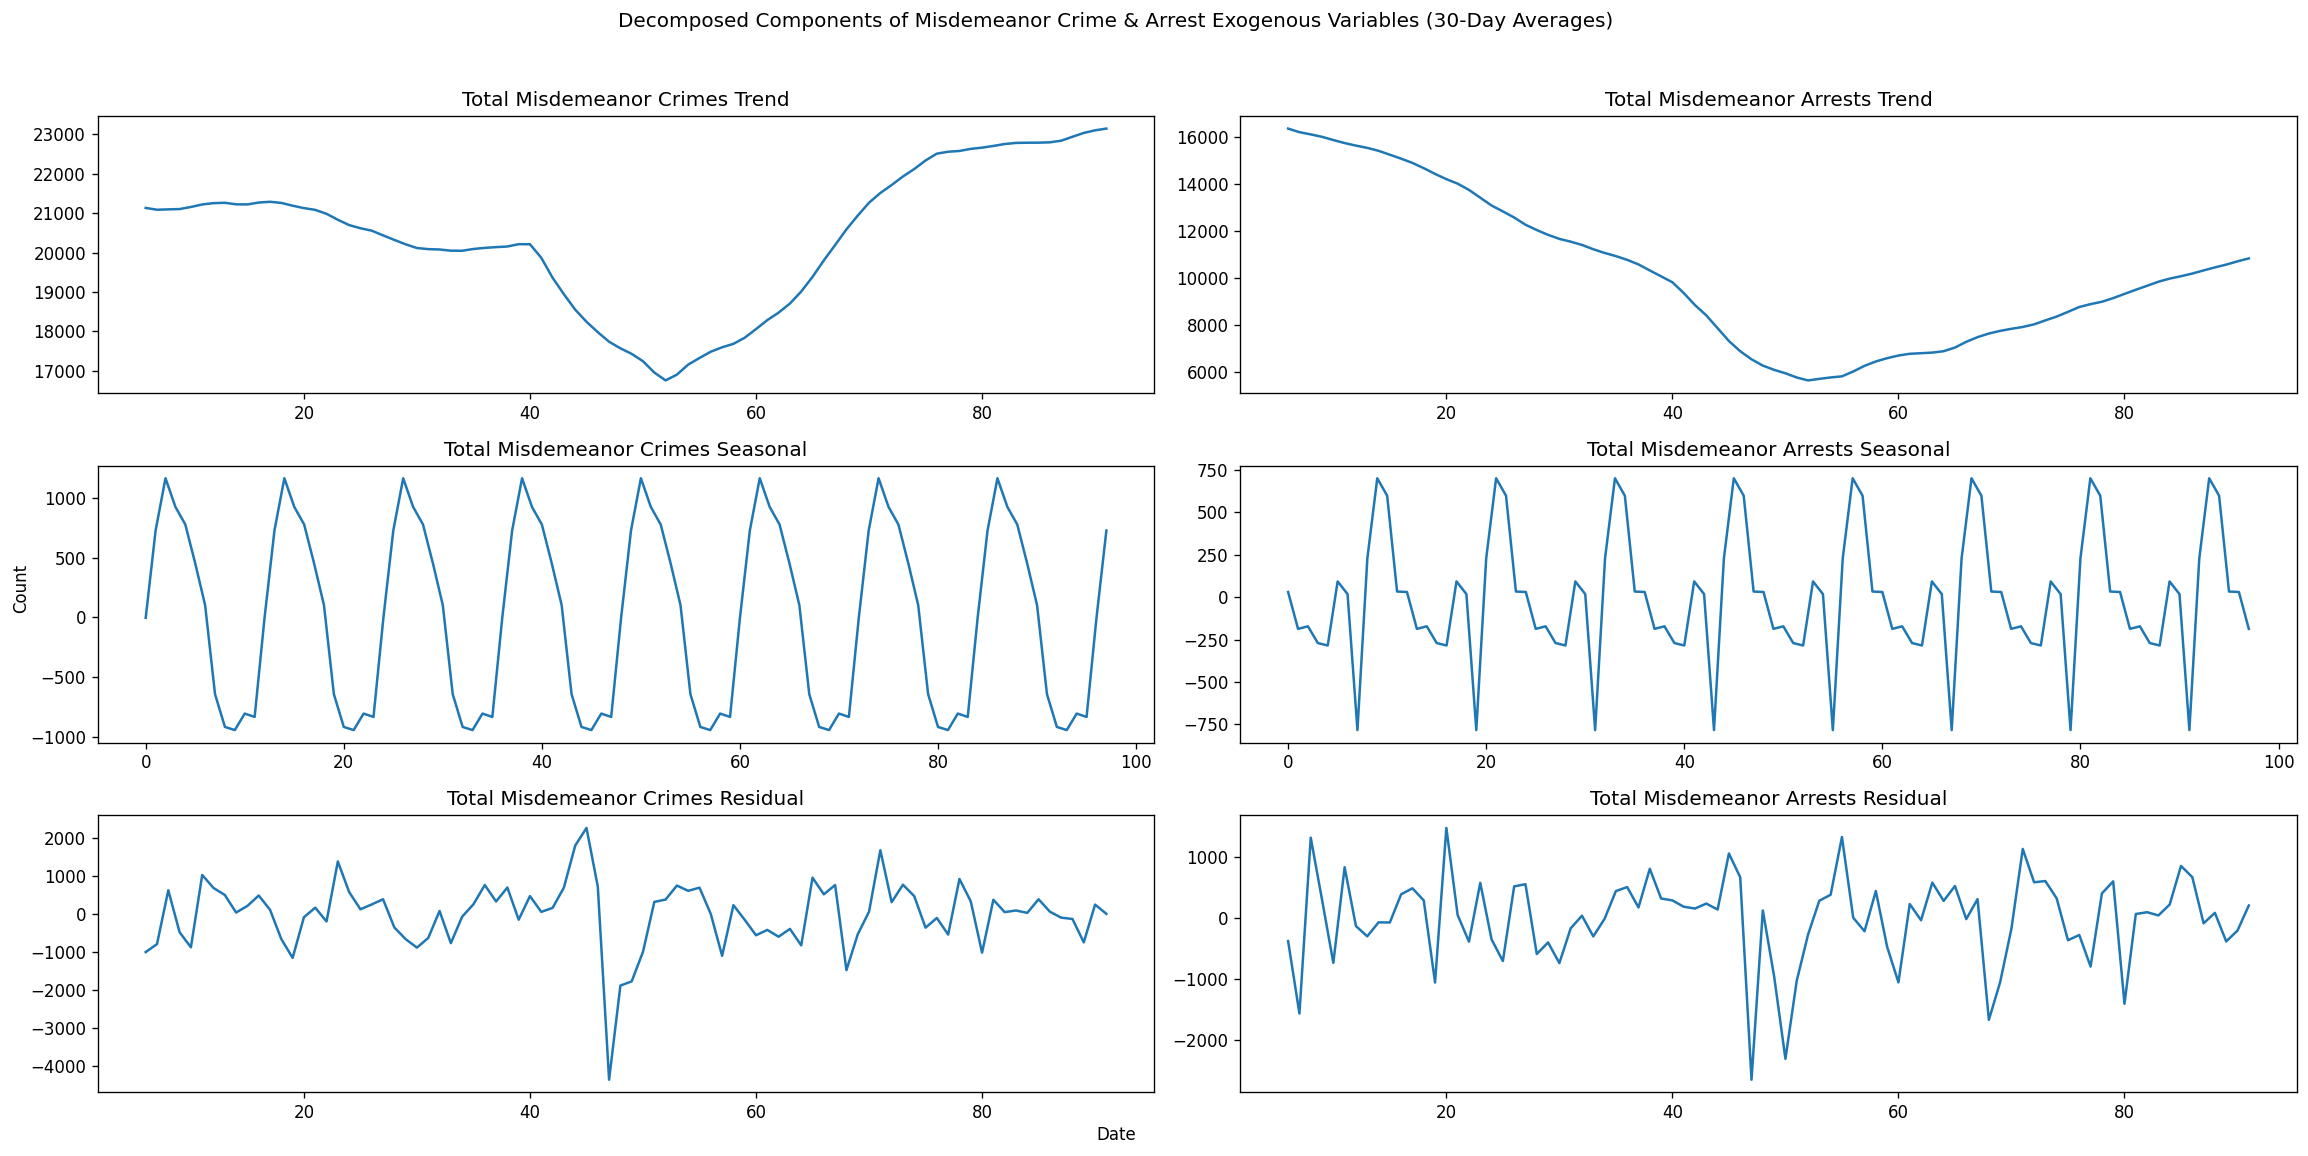 Decomposed Components of Misdemeanor Crime & Arrest Exogenous Variables (30-Day Averages)
Total Misdemeanor Crimes Trend
23000
22000
21000
20000
19000
18000
17000
20 40 60 80
Total Misdemeanor Arrests Trend
16000
14000
12000
10000
8000
6000
20 40 60 80
Total Misdemeanor Crimes Seasonal
Count
1000
500
0
−500
−1000
0 20 40 60 80 100
Total Misdemeanor Arrests Seasonal
750
500
250
0
−250
−500
−750
0 20 40 60 80 100
Total Misdemeanor Crimes Residual
2000
1000
0
−1000
−2000
−3000
−4000
20 40 60 80
Total Misdemeanor Arrests Residual
1000
0
−1000
−2000
20 40 60 80
Date